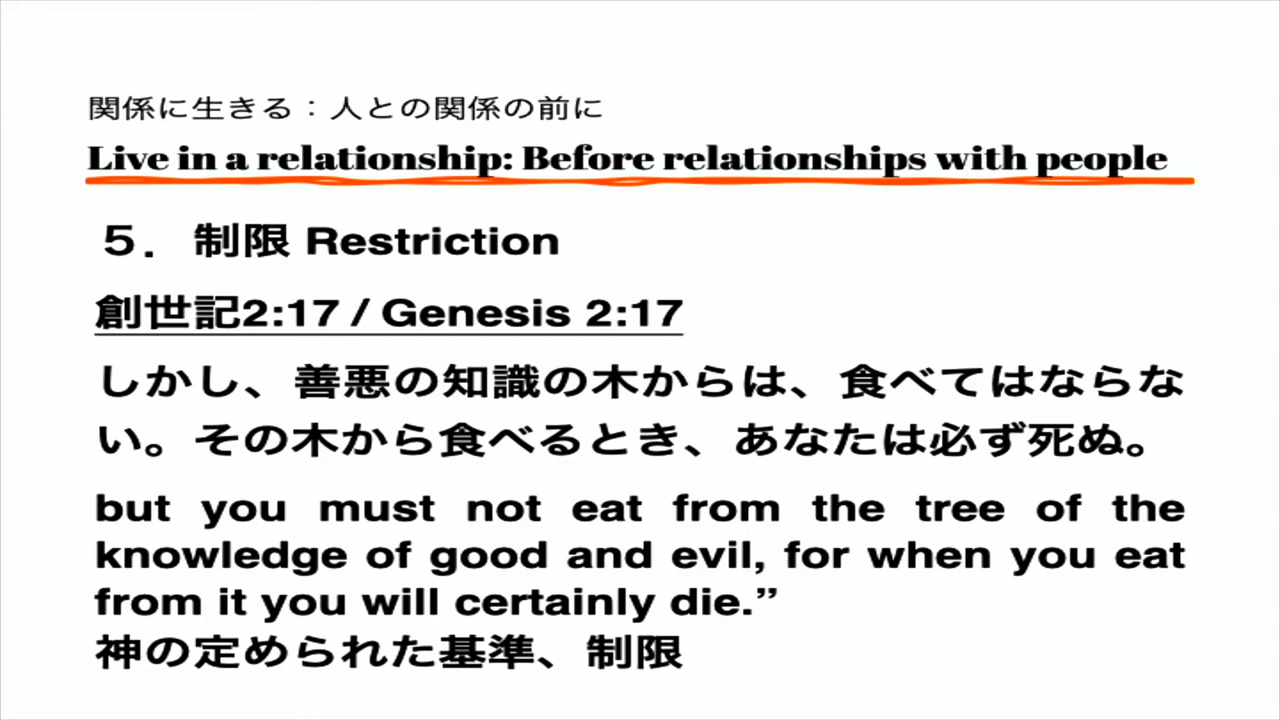 関係に生きる：人との関係の前に
Live in a relationship: Before relationships with people
５． 制限 Restriction
創世記2:17 / Genesis 2:17
しかし、善悪の知識の木からは、食べてはならな
い。その木から食べるとき、あなたは必ず死ぬ。
but you must not eat from the tree of the
knowledge of good and evil, for when you eat
from it you will certainly die.”
神の定められた基準、制限